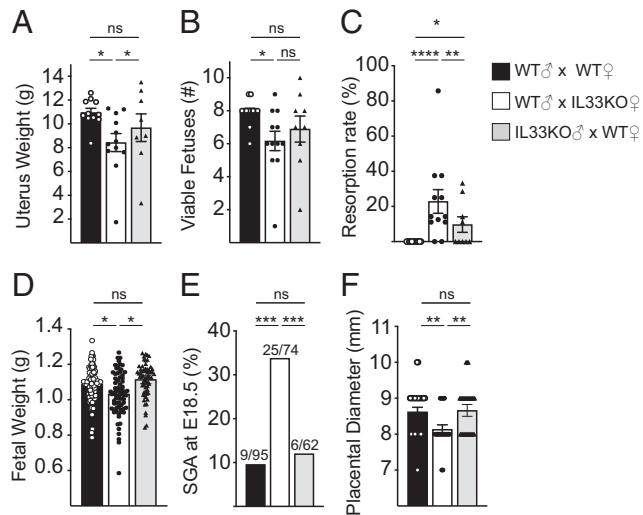 A
ns
*
*
Uterus Weight (g)
14
12
10
8
6
4
2
B
ns
*
ns
Viable Fetuses (#)
10
8
6
4
2
C
*
****
**
Resorption rate (%)
100
80
60
40
20
WT♂ x WT♀
WT♂ x IL33KO♀
IL33KO♂ x WT♀
D
ns
*
*
Fetal Weight (g)
1.4
1.2
1.0
0.8
0.6
E
ns
***
***
SGA at E18.5 (%)
40
30
20
10
9/95
25/74
6/62
F
ns
**
**
Placental Diameter (mm)
11
10
9
8
7